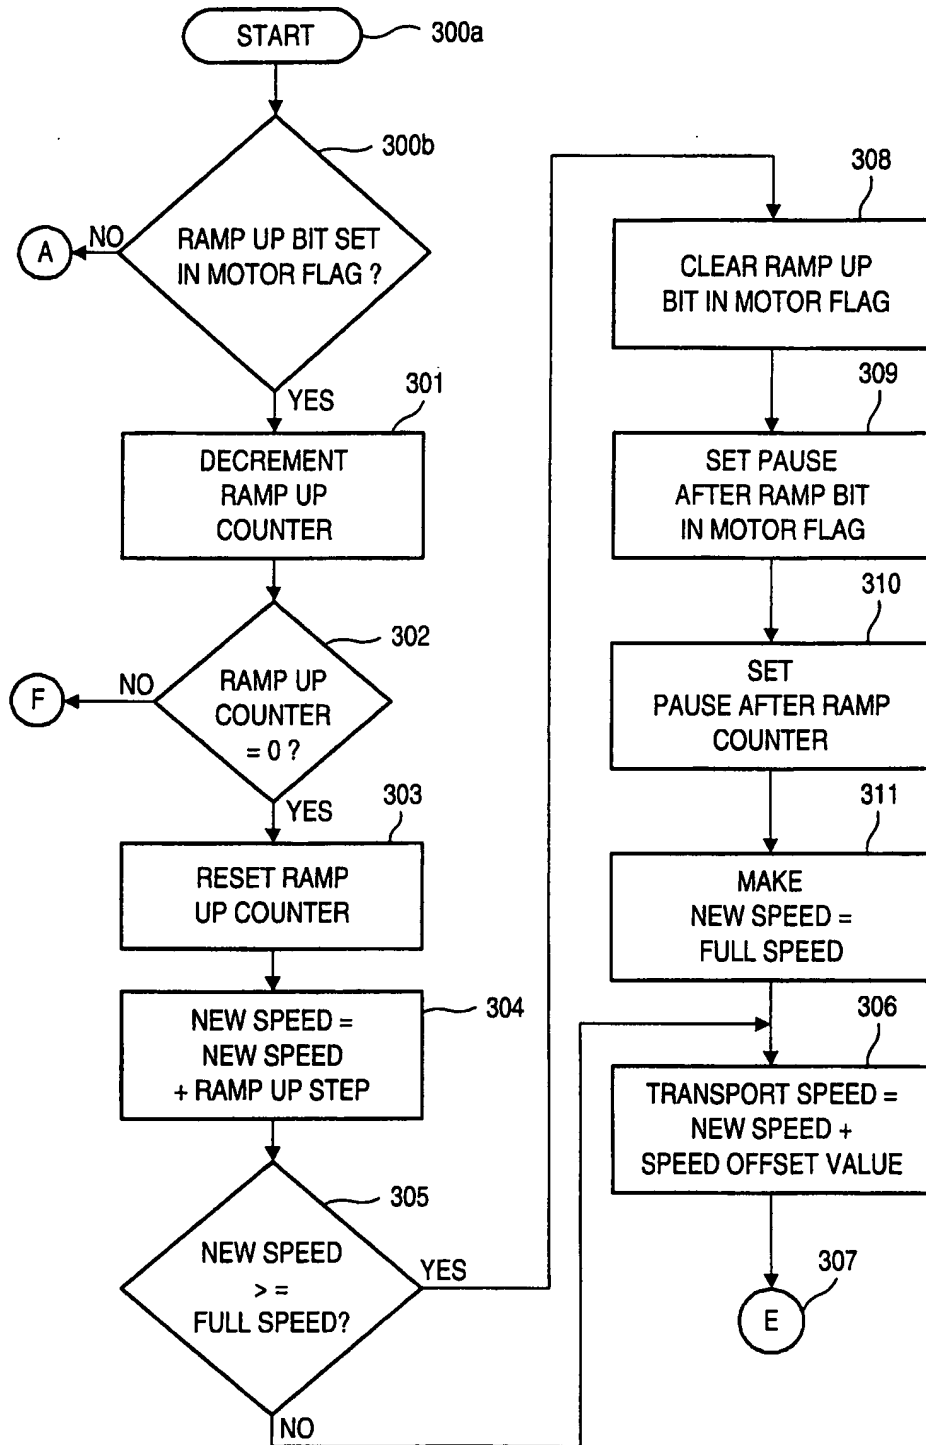 START
300a
300b
A
NO
RAMP UP BIT SET
IN MOTOR FLAG ?
YES
301
DECREMENT
RAMP UP
COUNTER
302
F
NO
RAMP UP
COUNTER
= 0 ?
YES
303
RESET RAMP
UP COUNTER
304
NEW SPEED =
NEW SPEED
+ RAMP UP STEP
305
NEW SPEED
> =
FULL SPEED?
YES
NO
308
CLEAR RAMP UP
BIT IN MOTOR FLAG
309
SET PAUSE
AFTER RAMP BIT
IN MOTOR FLAG
310
SET
PAUSE AFTER RAMP
COUNTER
311
MAKE
NEW SPEED =
FULL SPEED
306
TRANSPORT SPEED =
NEW SPEED +
SPEED OFFSET VALUE
307
E